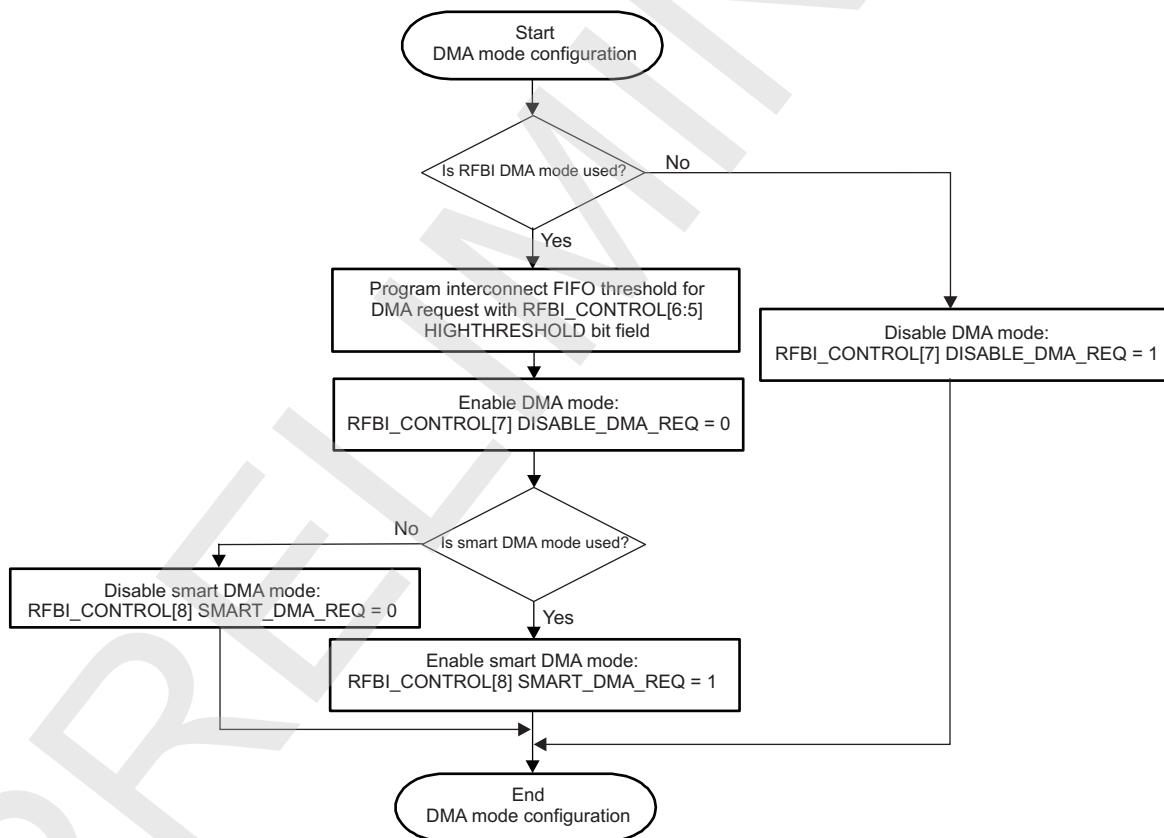 Start
DMA mode configuration
Is RFBI DMA mode used?
No
Yes
Program interconnect FIFO threshold for
DMA request with RFBI_CONTROL[6:5]
HIGHTHRESHOLD bit field
Disable DMA mode:
RFBI_CONTROL[7] DISABLE_DMA_REQ = 1
Enable DMA mode:
RFBI_CONTROL[7] DISABLE_DMA_REQ = 0
No
Is smart DMA mode used?
Disable smart DMA mode:
RFBI_CONTROL[8] SMART_DMA_REQ = 0
Yes
Enable smart DMA mode:
RFBI_CONTROL[8] SMART_DMA_REQ = 1
End
DMA mode configuration
PRELIMIN